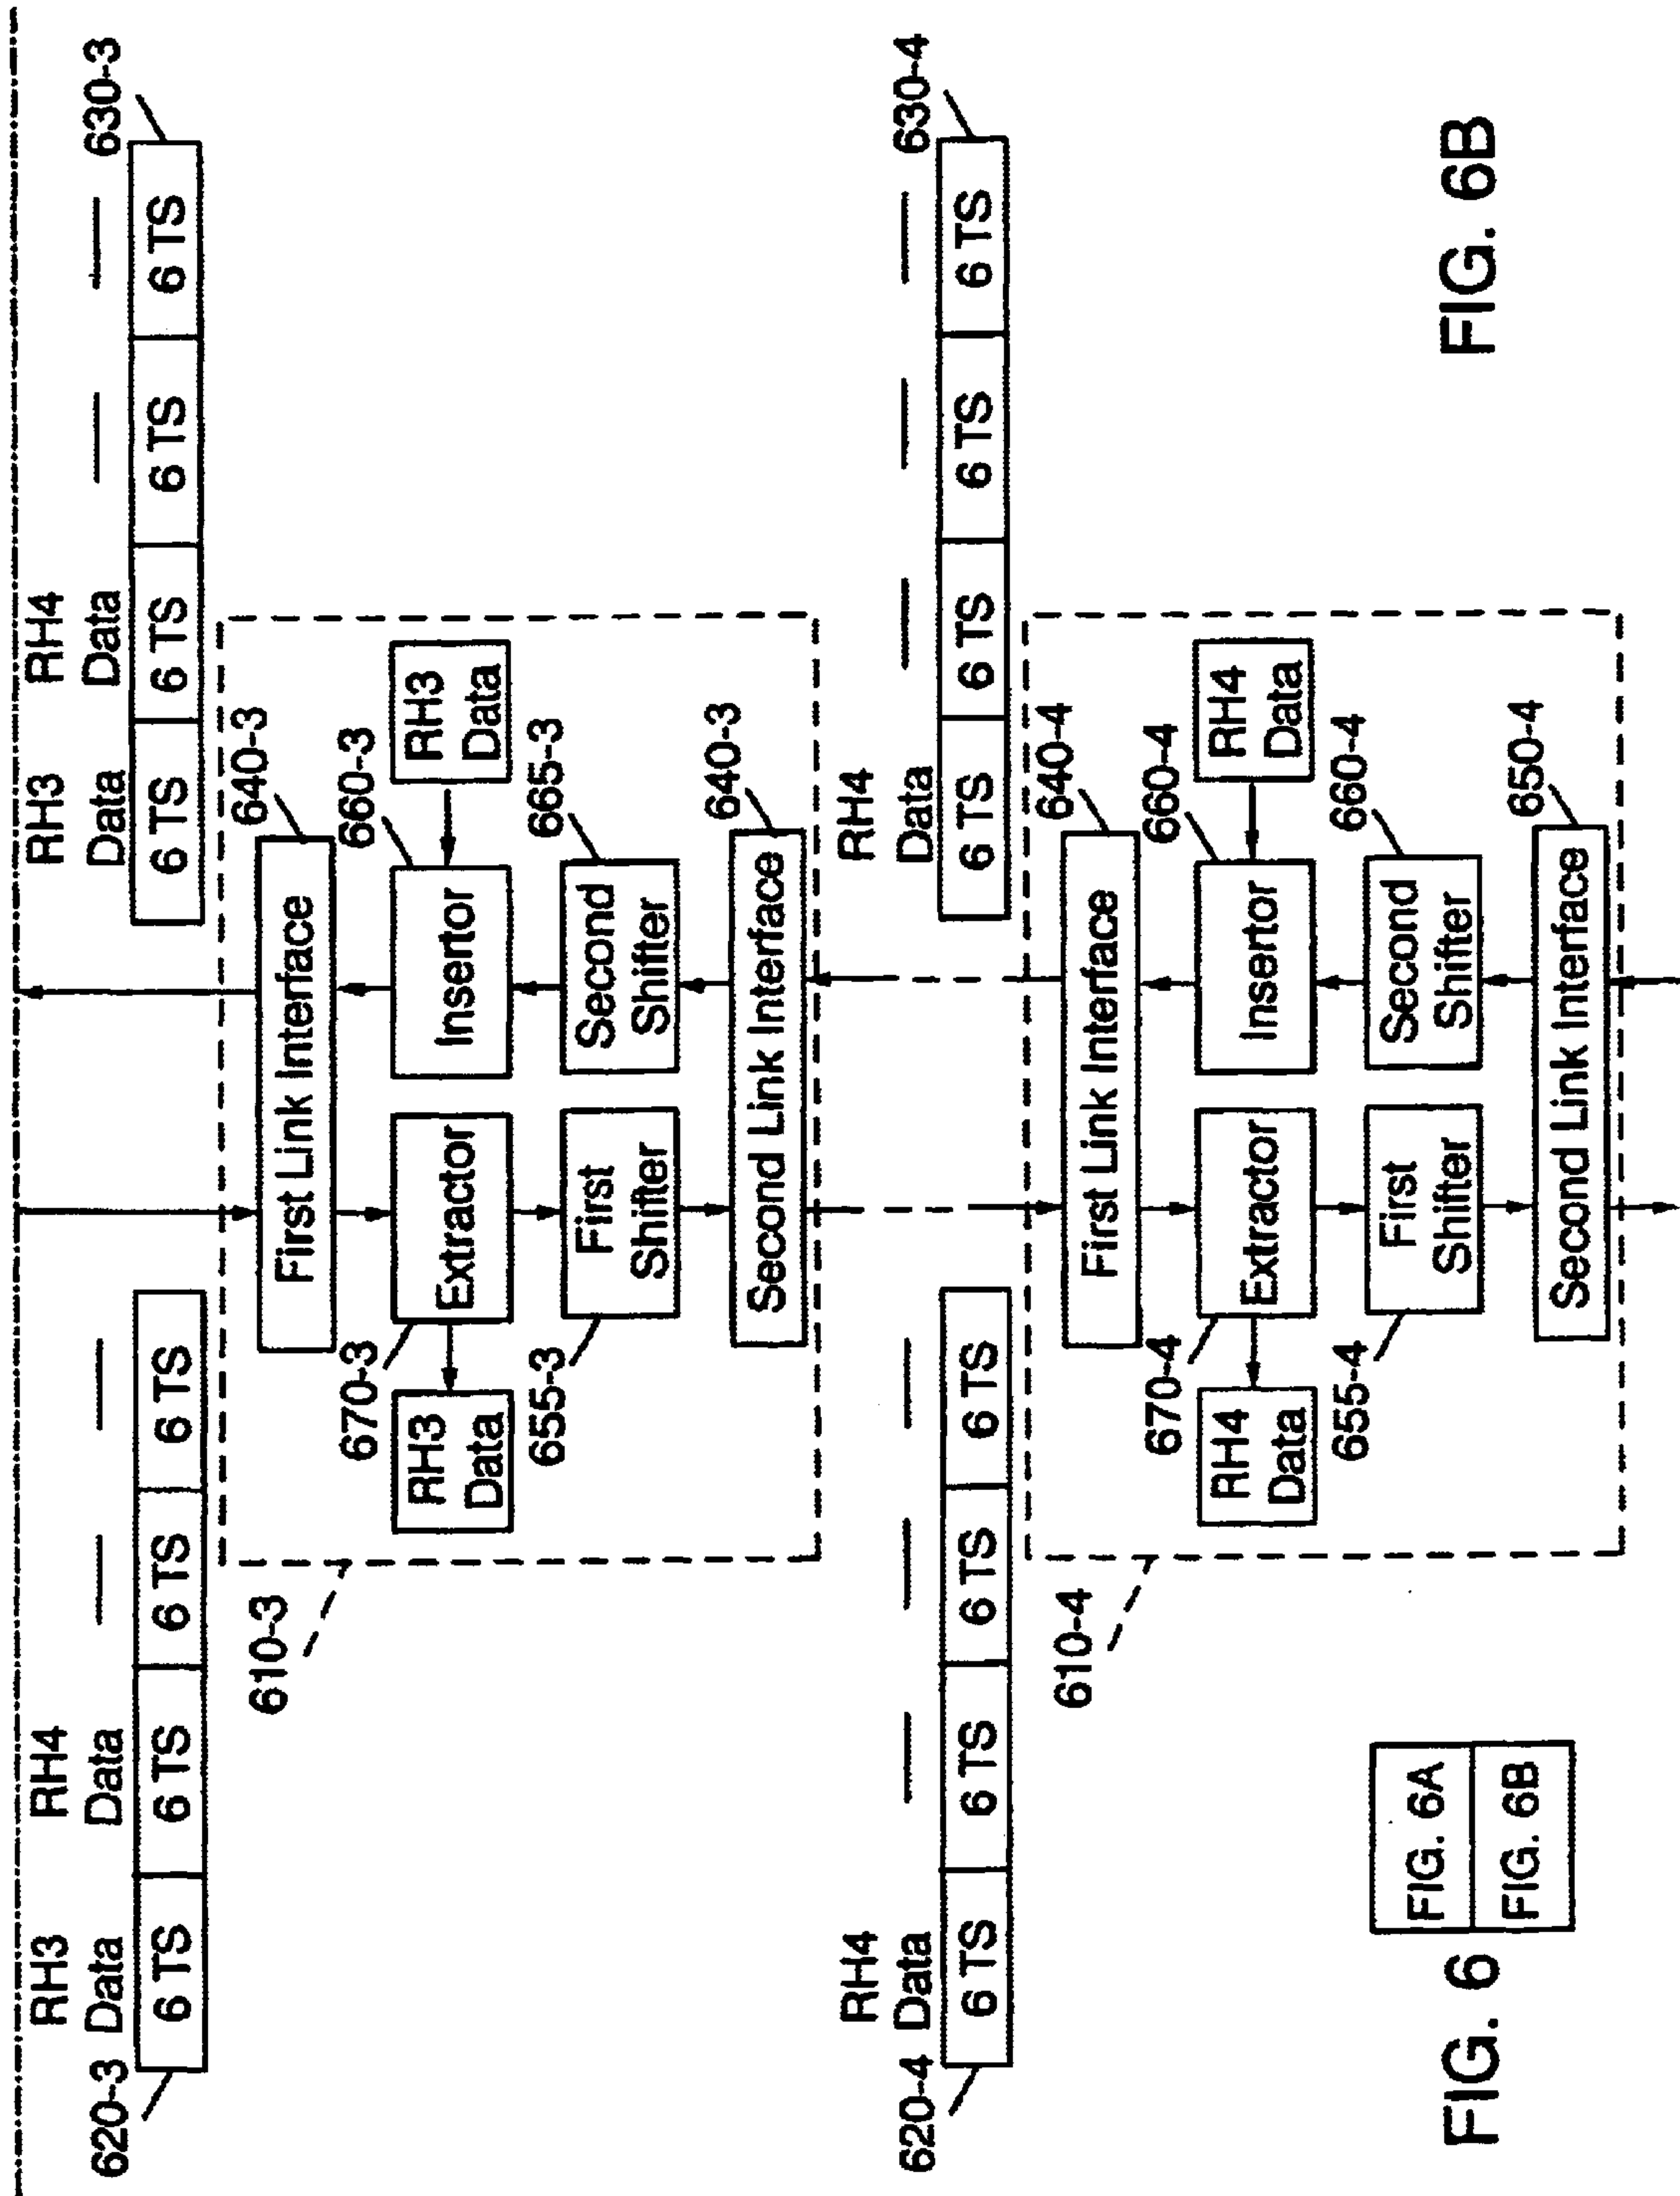 RH3 RH4
Data Data — —
620-3
6 TS 6 TS 6 TS 6 TS
RH3 RH4
Data Data — —
630-3
6 TS 6 TS 6 TS 6 TS
610-3
640-3
First Link Interface
670-3
Extractor
660-3
Insertor
RH3
Data
RH3
Data
655-3
First
Shifter
665-3
Second
Shifter
640-3
Second Link Interface
RH4
Data — — —
620-4
6 TS 6 TS 6 TS 6 TS
RH4
Data — — —
630-4
6 TS 6 TS 6 TS 6 TS
610-4
640-4
First Link Interface
670-4
Extractor
660-4
Insertor
RH4
Data
RH4
Data
655-4
First
Shifter
660-4
Second
Shifter
650-4
Second Link Interface
FIG. 6
FIG. 6A
FIG. 6B
FIG. 6B